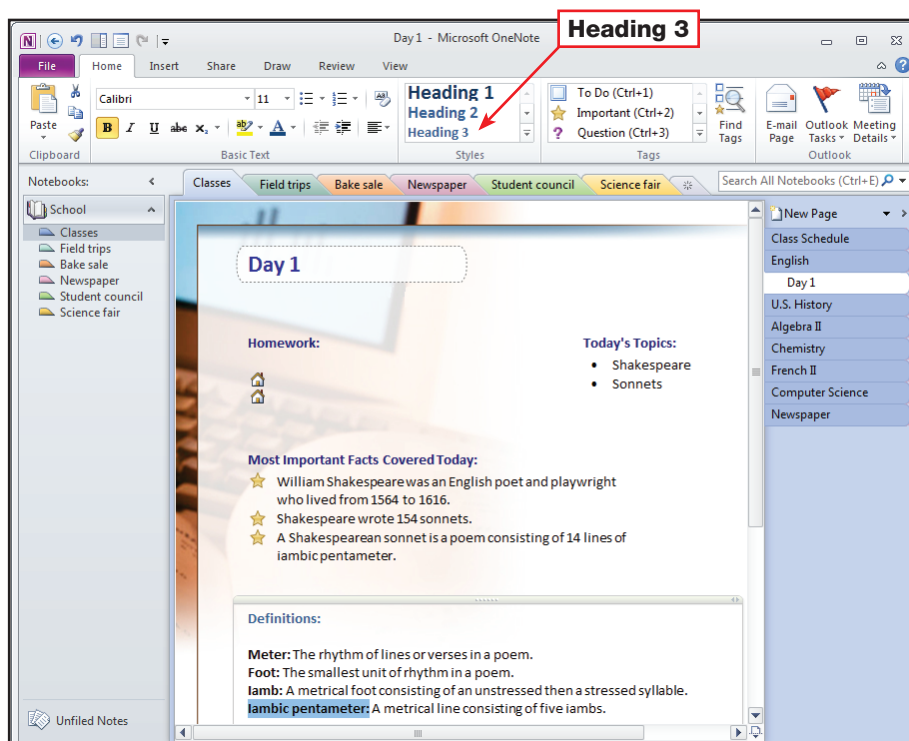 Heading 3
Day 1 - Microsoft OneNote
File Home Insert Share Draw Review View
Paste
Clipboard
Calibri 11
B I U abc X₂ ab A
Basic Text
Heading 1
Heading 2
Heading 3
Styles
To Do (Ctrl+1)
Important (Ctrl+2)
? Question (Ctrl+3)
Tags
Find
Tags
E-mail
Page
Outlook
Tasks
Meeting
Details
Outlook
Notebooks:
School
Classes
Field trips
Bake sale
Newspaper
Student council
Science fair
Unfiled Notes
Classes Field trips Bake sale Newspaper Student council Science fair
Search All Notebooks (Ctrl+E)
Day 1
Homework:
Today's Topics:
• Shakespeare
• Sonnets
Most Important Facts Covered Today:
William Shakespeare was an English poet and playwright
who lived from 1564 to 1616.
Shakespeare wrote 154 sonnets.
A Shakespearean sonnet is a poem consisting of 14 lines of
iambic pentameter.
Definitions:
Meter: The rhythm of lines or verses in a poem.
Foot: The smallest unit of rhythm in a poem.
Iamb: A metrical foot consisting of an unstressed then a stressed syllable.
Iambic pentameter: A metrical line consisting of five iambs.
New Page
Class Schedule
English
Day 1
U.S. History
Algebra II
Chemistry
French II
Computer Science
Newspaper